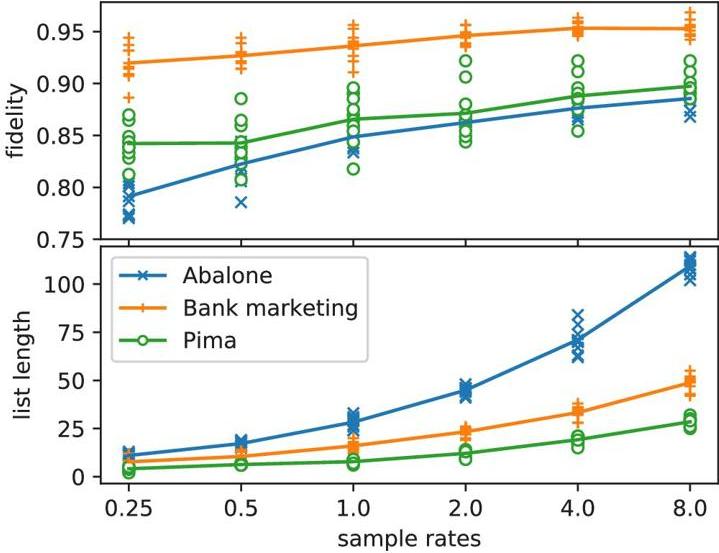 0.95
0.90
0.85
0.80
0.75
fidelity
100
75
50
25
0
list length
Abalone
Bank marketing
Pima
0.25 0.5 1.0 2.0 4.0 8.0
sample rates